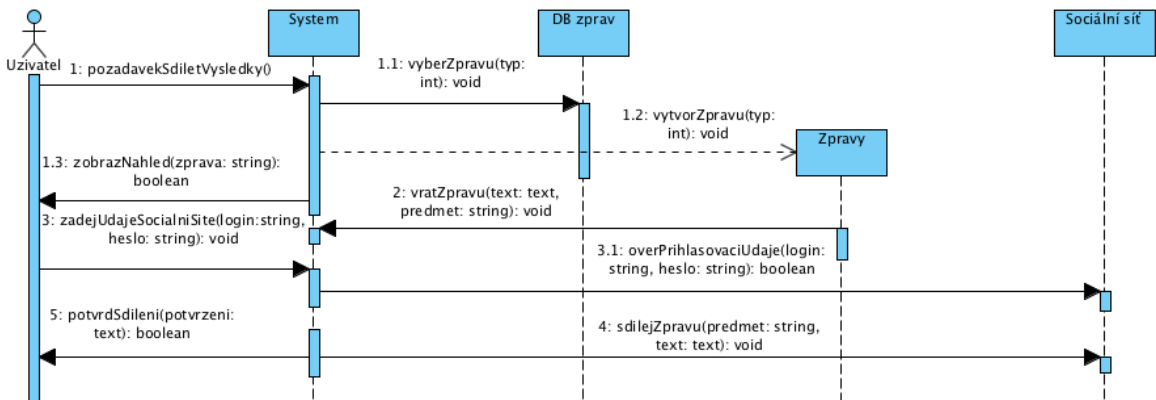 System
DB zprav
Sociální síť
Uzivatel
1: pozadavekSdiletVysledky()
1.1: vyberZpravu(typ:
int): void
1.2: vytvorZpravu(typ:
int): void
Zpravy
1.3: zobrazNahled(zprava: string):
boolean
2: vratZpravu(text: text,
predmet: string): void
3: zadejUdajeSocialniSite(login:string,
heslo: string): void
3.1: overPrihlasovaciUdaje(login:
string, heslo: string): boolean
5: potvrdSdileni(potvrzeni:
text): boolean
4: sdilejZpravu(predmet: string,
text: text): void